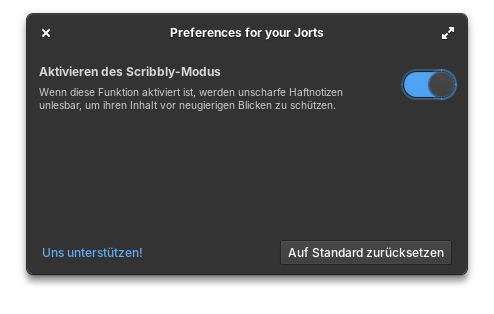 Preferences for your Jorts
Aktivieren des Scribbly-Modus
Wenn diese Funktion aktiviert ist, werden unscharfe Haftnotizen
unlesbar, um ihren Inhalt vor neugierigen Blicken zu schützen.
Uns unterstützen!
Auf Standard zurücksetzen